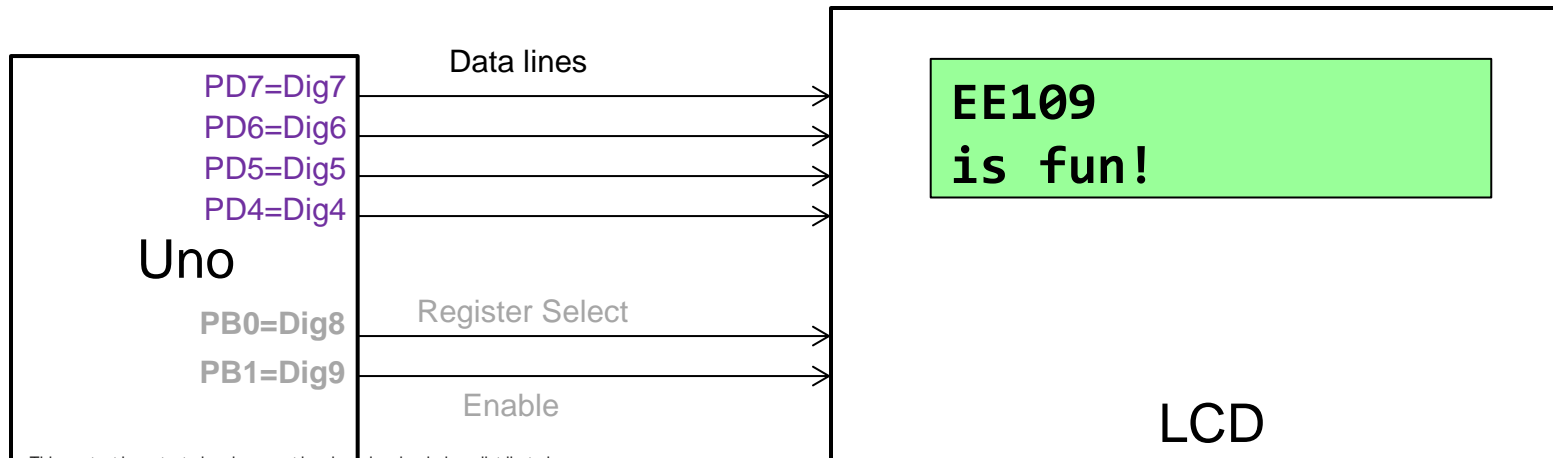 Data lines
PD7=Dig7
PD6=Dig6
PD5=Dig5
PD4=Dig4
Uno
PB0=Dig8
Register Select
PB1=Dig9
Enable
EE109
is fun!
LCD